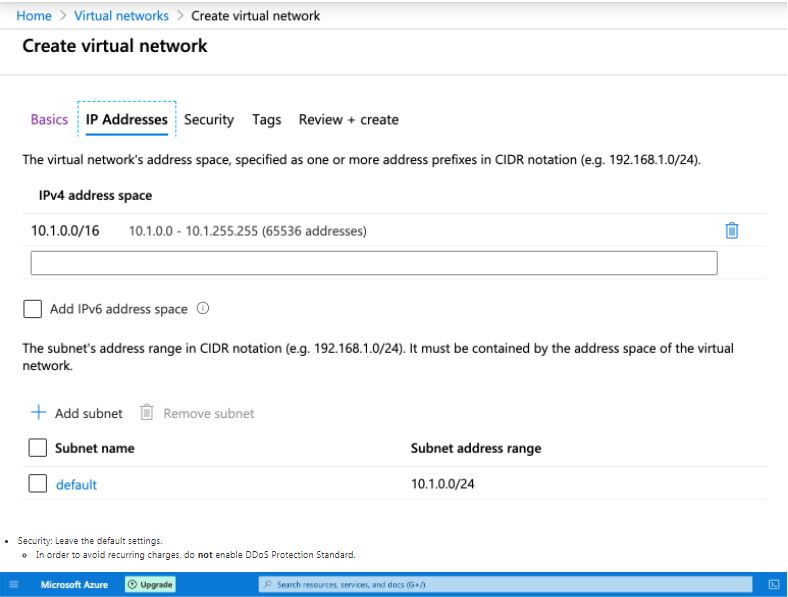 Home > Virtual networks > Create virtual network
Create virtual network
Basics IP Addresses Security Tags Review + create
The virtual network's address space, specified as one or more address prefixes in CIDR notation (e.g. 192.168.1.0/24).
IPv4 address space
10.1.0.0/16 10.1.0.0 - 10.1.255.255 (65536 addresses)
Add IPv6 address space
The subnet's address range in CIDR notation (e.g. 192.168.1.0/24). It must be contained by the address space of the virtual
network.
+ Add subnet Remove subnet
Subnet name Subnet address range
default 10.1.0.0/24
• Security: Leave the default settings.
o In order to avoid recurring charges, do not enable DDoS Protection Standard.
Microsoft Azure Upgrade Search resources, services, and docs (G+/)